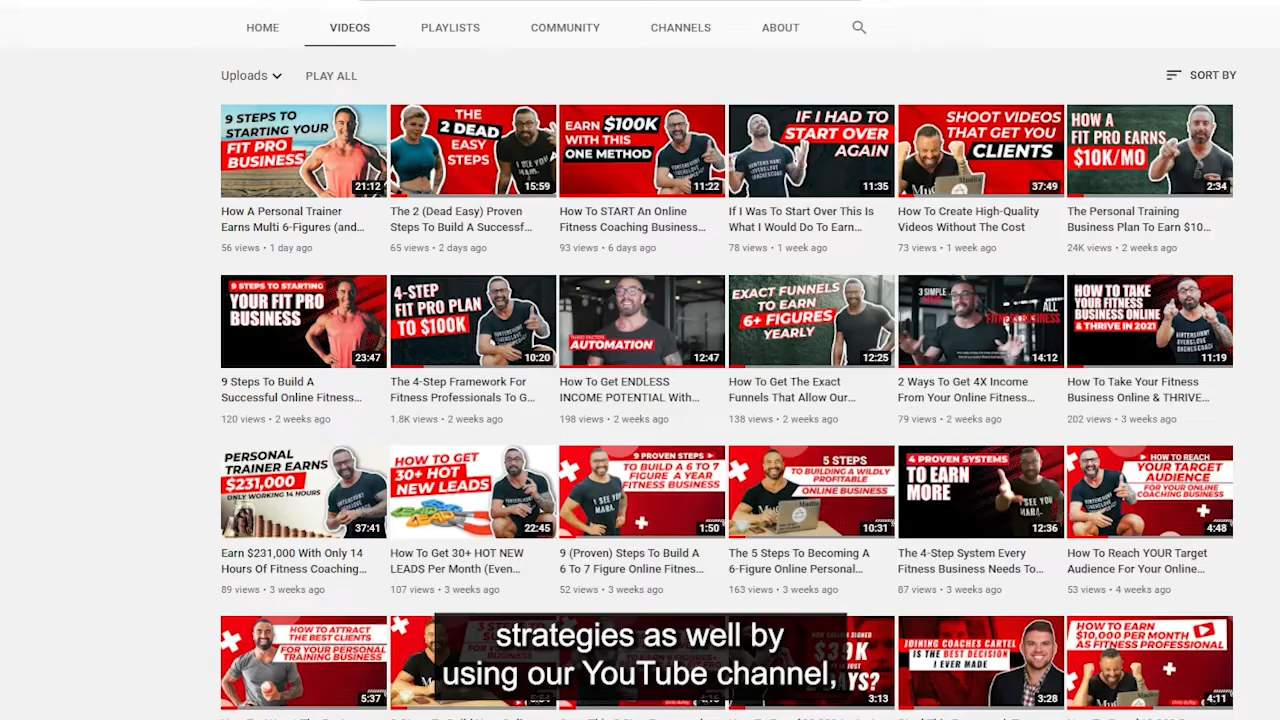 HOME VIDEOS PLAYLISTS COMMUNITY CHANNELS ABOUT
Uploads PLAY ALL SORT BY
9 STEPS TO
STARTING YOUR
FIT PRO
BUSINESS
21:12
THE
2 DEAD
EASY
STEPS
15:59
EARN $100K
WITH THIS
ONE METHOD
11:22
IF I HAD TO
START OVER
AGAIN
11:35
SHOOT VIDEOS
THAT GET YOU
CLIENTS
37:49
HOW A
FIT PRO EARNS
$10K/MO
2:34
How A Personal Trainer
Earns Multi 6-Figures (and...
56 views • 1 day ago
The 2 (Dead Easy) Proven
Steps To Build A Successf...
65 views • 2 days ago
How To START An Online
Fitness Coaching Business...
93 views • 6 days ago
If I Was To Start Over This Is
What I Would Do To Earn...
78 views • 1 week ago
How To Create High-Quality
Videos Without The Cost
73 views • 1 week ago
The Personal Training
Business Plan To Earn $10...
24K views • 2 weeks ago
9 STEPS TO STARTING
YOUR FIT PRO
BUSINESS
23:47
4-STEP
FIT PRO PLAN
TO $100K
10:20
AUTOMATION
12:47
EXACT FUNNELS
TO EARN
6+ FIGURES
YEARLY
12:25
3 SIMPLE
ALL
FITNESS BUSINESS
14:12
HOW TO TAKE
YOUR FITNESS
BUSINESS ONLINE
& THRIVE IN 2021
11:19
9 Steps To Build A
Successful Online Fitness...
120 views • 2 weeks ago
The 4-Step Framework For
Fitness Professionals To G...
1.8K views • 2 weeks ago
How To Get ENDLESS
INCOME POTENTIAL With...
198 views • 2 weeks ago
How To Get The Exact
Funnels That Allow Our...
138 views • 2 weeks ago
2 Ways To Get 4X Income
From Your Online Fitness...
79 views • 2 weeks ago
How To Take Your Fitness
Business Online & THRIVE...
202 views • 3 weeks ago
PERSONAL
TRAINER EARNS
$231,000
ONLY WORKING 14 HOURS
37:41
HOW TO GET
30+ HOT
NEW LEADS
22:45
9 PROVEN STEPS
TO BUILD A 6 TO 7
FIGURE A YEAR
FITNESS BUSINESS
1:50
5 STEPS
TO BUILDING A WILDLY
PROFITABLE
ONLINE BUSINESS
10:31
4 PROVEN SYSTEMS
TO EARN
MORE
12:36
HOW TO REACH
YOUR TARGET
AUDIENCE
FOR YOUR ONLINE
COACHING BUSINESS
4:48
Earn $231,000 With Only 14
Hours Of Fitness Coaching...
89 views • 3 weeks ago
How To Get 30+ HOT NEW
LEADS Per Month (Even...
107 views • 3 weeks ago
9 (Proven) Steps To Build A
6 To 7 Figure Online Fitnes...
52 views • 3 weeks ago
The 5 Steps To Becoming A
6-Figure Online Personal...
163 views • 3 weeks ago
The 4-Step System Every
Fitness Business Needs To...
87 views • 3 weeks ago
How To Reach YOUR Target
Audience For Your Online...
53 views • 4 weeks ago
HOW TO ATTRACT
THE BEST CLIENTS
FOR YOUR PERSONAL
TRAINING BUSINESS
5:37
3:13
JOINING COACHES CARTEL
IS THE BEST DECISION
I EVER MADE
3:28
HOW TO EARN
$10,000 PER MONTH
AS FITNESS PROFESSIONAL
4:11
strategies as well by
using our YouTube channel,